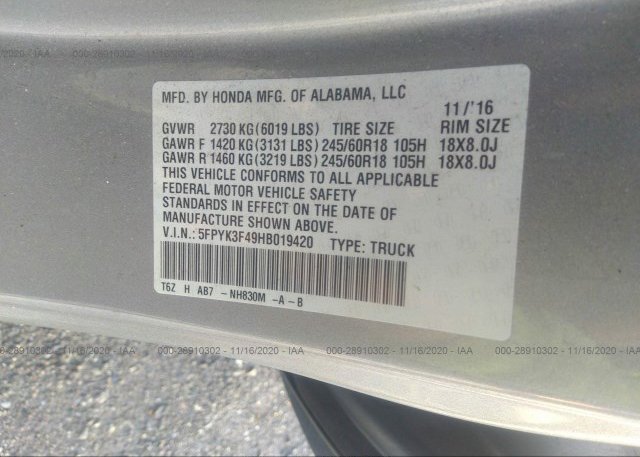 11/16/2020 - IAA 000-28910302 - 11/16/2020 - IAA 000-28910302 - 11/16/2020 - IAA
MFD. BY HONDA MFG. OF ALABAMA, LLC
11/'16
GVWR 2730 KG(6019 LBS) TIRE SIZE RIM SIZE
GAWR F 1420 KG(3131 LBS) 245/60R18 105H 18X8.0J
GAWR R 1460 KG(3219 LBS) 245/60R18 105H 18X8.0J
THIS VEHICLE CONFORMS TO ALL APPLICABLE
FEDERAL MOTOR VEHICLE SAFETY
STANDARDS IN EFFECT ON THE DATE OF
MANUFACTURE SHOWN ABOVE.
V.I.N.: 5FPYK3F49HB019420 TYPE: TRUCK
T6Z H AB7 -NH830M -A-B
000-28910302 - 11/16/2020 - IAA 000-28910302 - 11/16/2020 - IAA